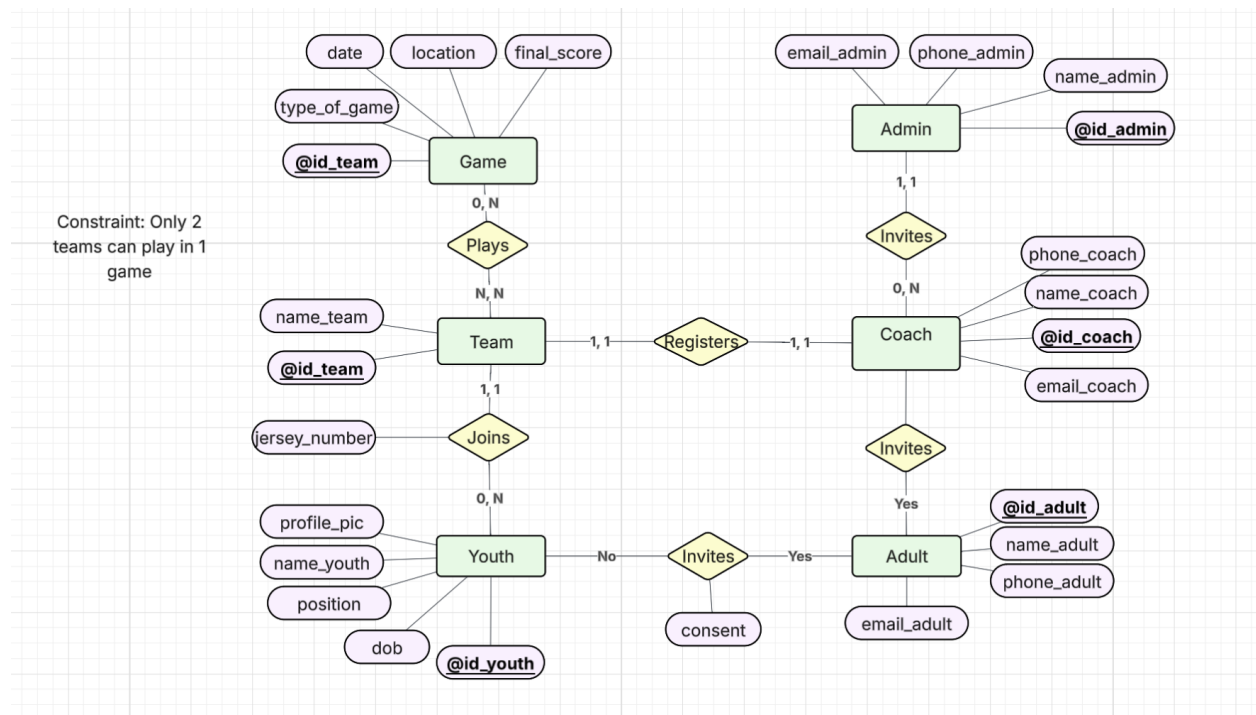 date
location
final_score
type_of_game
@id_team
Game
0, N
Plays
N, N
Constraint: Only 2
teams can play in 1
game
name_team
@id_team
Team
1, 1
Registers
1, 1
1, 1
jersey_number
Joins
0, N
profile_pic
name_youth
position
dob
@id_youth
Youth
No
Invites
Yes
consent
email_admin
phone_admin
name_admin
@id_admin
Admin
1, 1
Invites
0, N
phone_coach
name_coach
@id_coach
email_coach
Coach
Invites
Yes
@id_adult
name_adult
phone_adult
Adult
email_adult